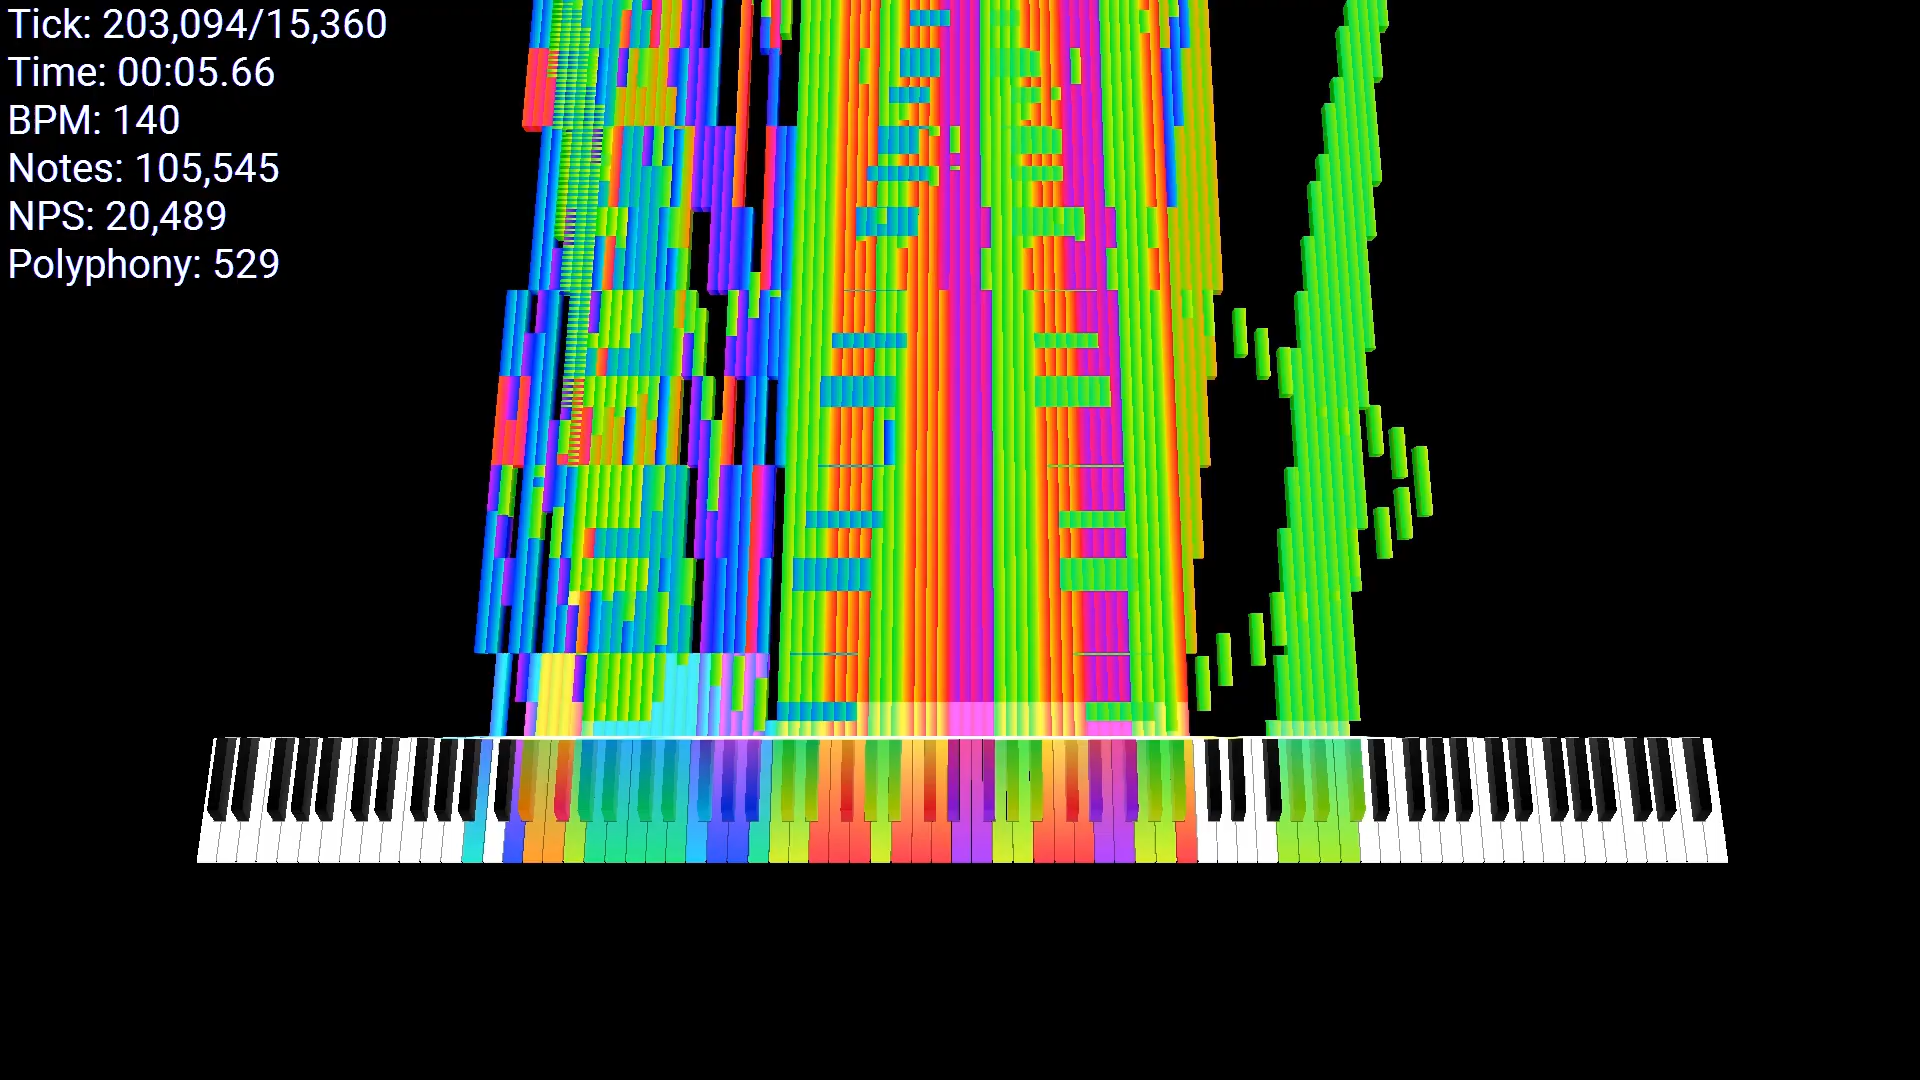 Tick: 203,094/15,360
Time: 00:05.66
BPM: 140
Notes: 105,545
NPS: 20,489
Polyphony: 529